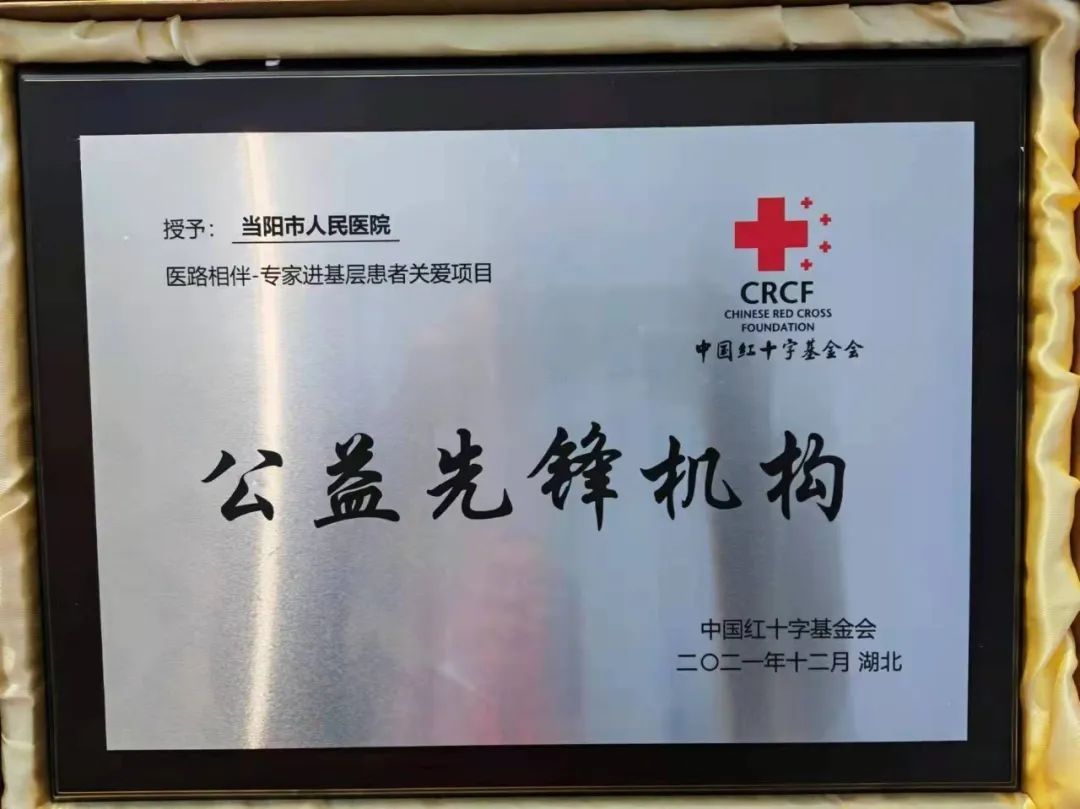 授予：当阳市人民医院
医路相伴-专家进基层患者关爱项目
CRCF
CHINESE RED CROSS
FOUNDATION
中国红十字基金会
公益先锋机构
中国红十字基金会
二〇二一年十二月 湖北